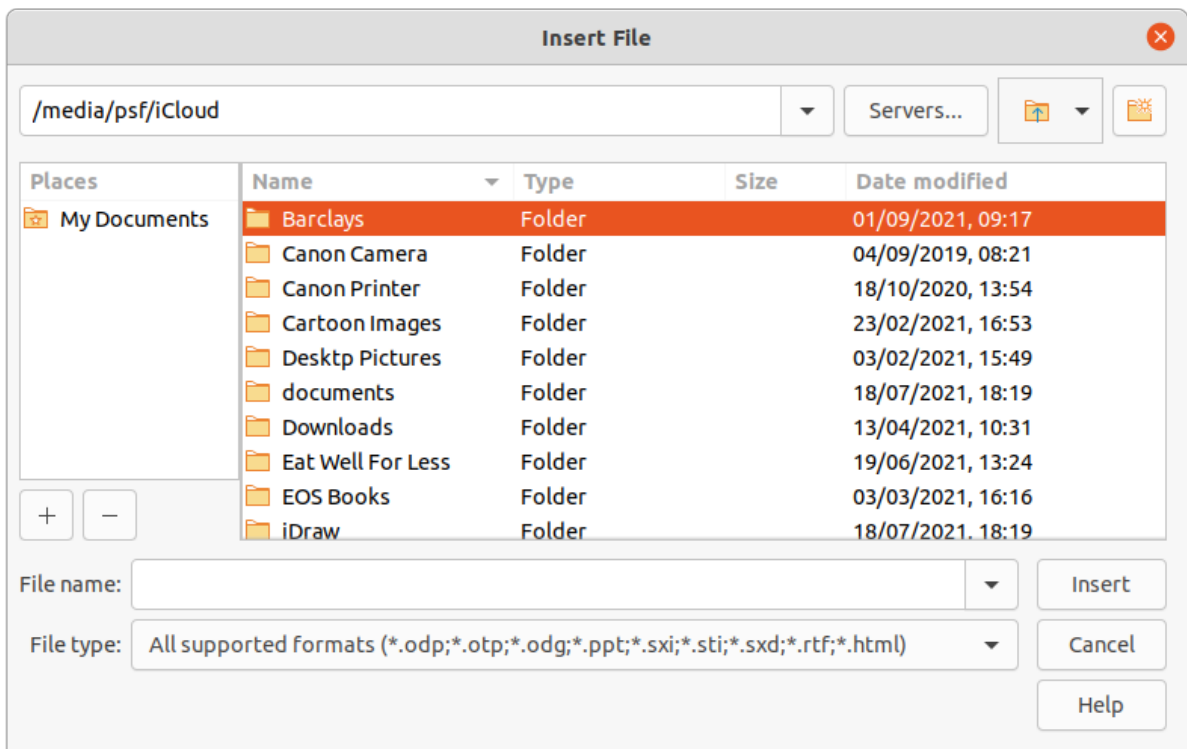 Insert File
/media/psf/iCloud Servers...
Places Name Type Size Date modified
My Documents Barclays Folder 01/09/2021, 09:17
Canon Camera Folder 04/09/2019, 08:21
Canon Printer Folder 18/10/2020, 13:54
Cartoon Images Folder 23/02/2021, 16:53
Desktp Pictures Folder 03/02/2021, 15:49
documents Folder 18/07/2021, 18:19
Downloads Folder 13/04/2021, 10:31
Eat Well For Less Folder 19/06/2021, 13:24
EOS Books Folder 03/03/2021, 16:16
iDraw Folder 18/07/2021, 18:19
File name: Insert
File type: All supported formats (*.odp;*.otp;*.odg;*.ppt;*.sxi;*.sti;*.sxd;*.rtf;*.html) Cancel
Help